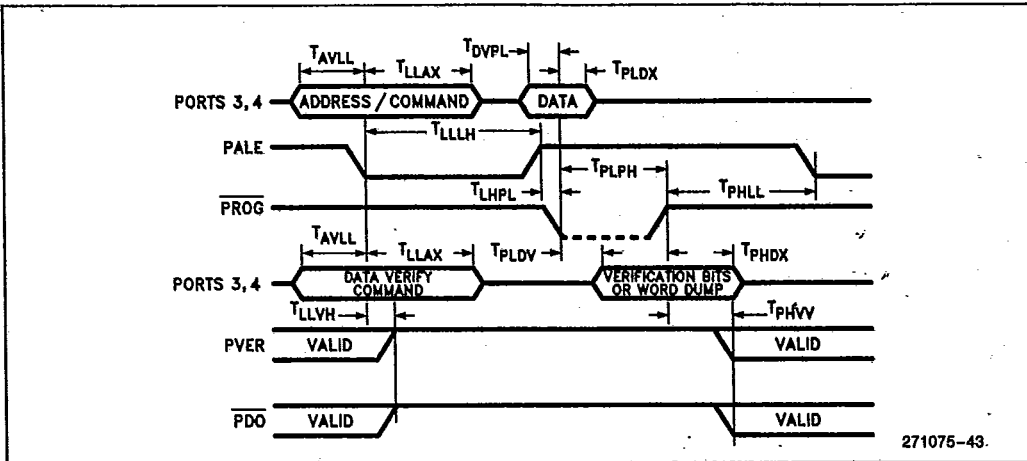 TAVLL TLLAX TDVPL TPLDX
PORTS 3, 4 ADDRESS / COMMAND DATA
TLLLH
PALE
TPLPH
TLHPL TPHLL
PROG
TAVLL TLLAX TPLDV TPHDX
PORTS 3, 4 DATA VERIFY COMMAND VERIFICATION BITS OR WORD DUMP
TLLVH TPHVV
PVER VALID VALID
PDO VALID VALID
271075-43